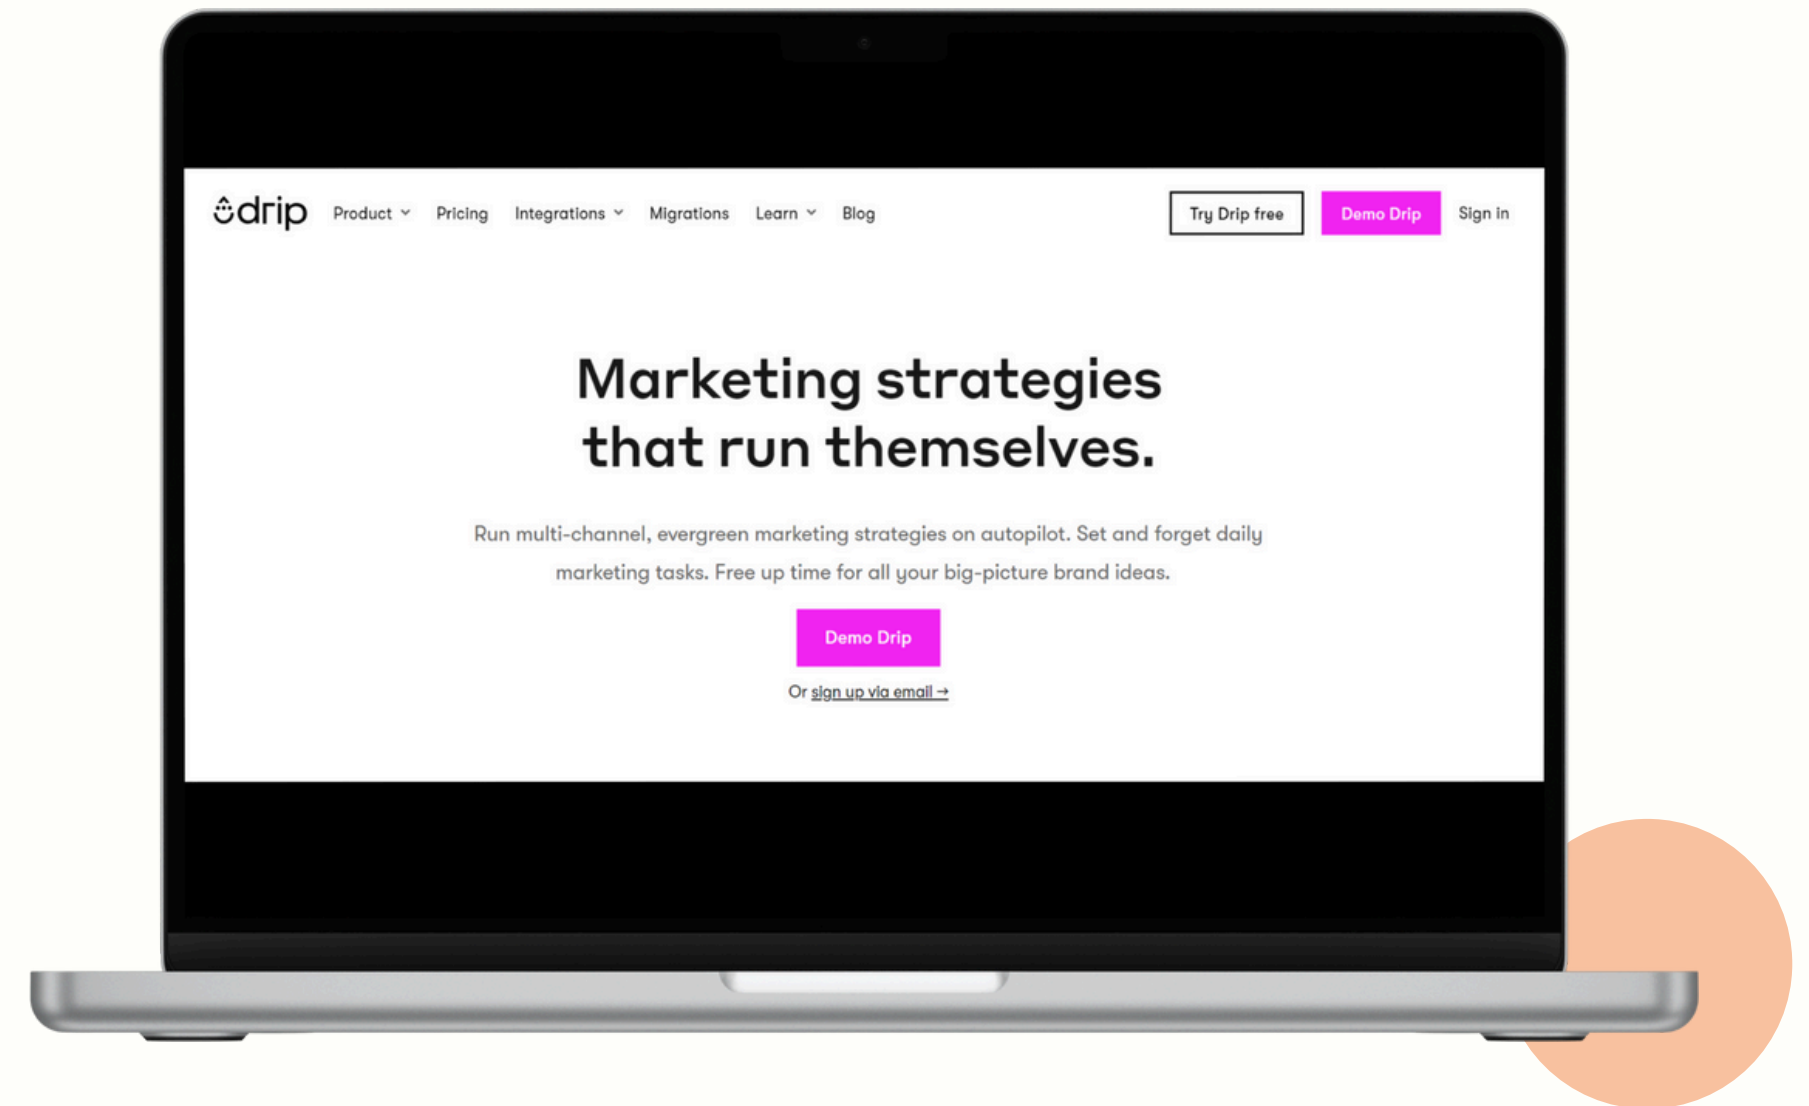 drip Product Pricing Integrations Migrations Learn Blog Try Drip free Demo Drip Sign in
Marketing strategies
that run themselves.
Run multi-channel, evergreen marketing strategies on autopilot. Set and forget daily
marketing tasks. Free up time for all your big-picture brand ideas.
Demo Drip
Or sign up via email →